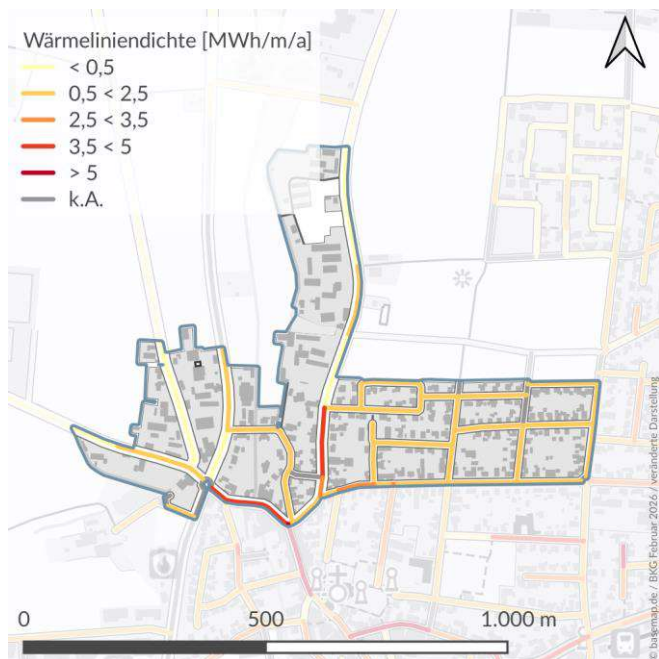 Wärmeliniendichte [MWh/m/a]
< 0,5
0,5 < 2,5
2,5 < 3,5
3,5 < 5
> 5
k.A.
© basemap.de / BKG Februar 2026 / veränderte Darstellung
0 500 1.000 m